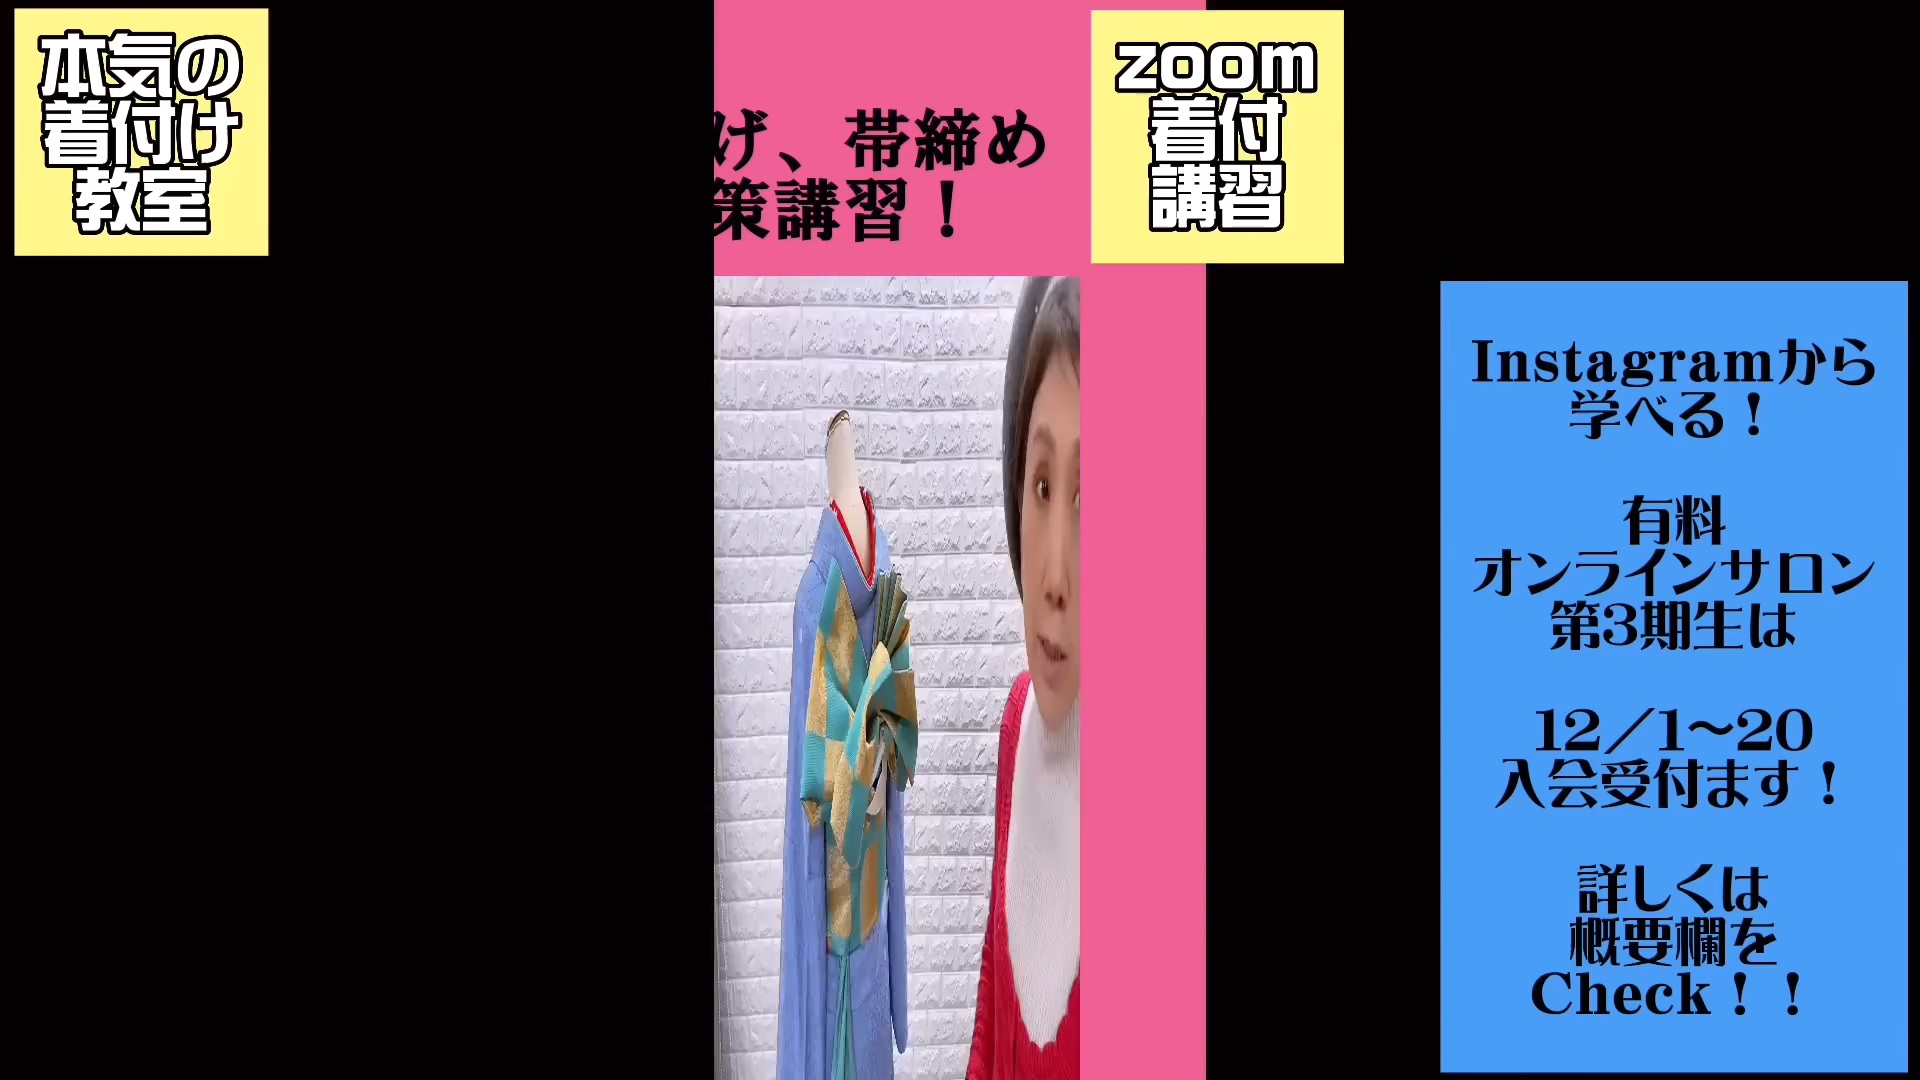 本気の
着付け
教室
げ、帯締め
策講習！
zoom
着付
講習
Instagramから
学べる！
有料
オンラインサロン
第3期生は
12／1〜20
入会受付ます！
詳しくは
概要欄を
Check！！